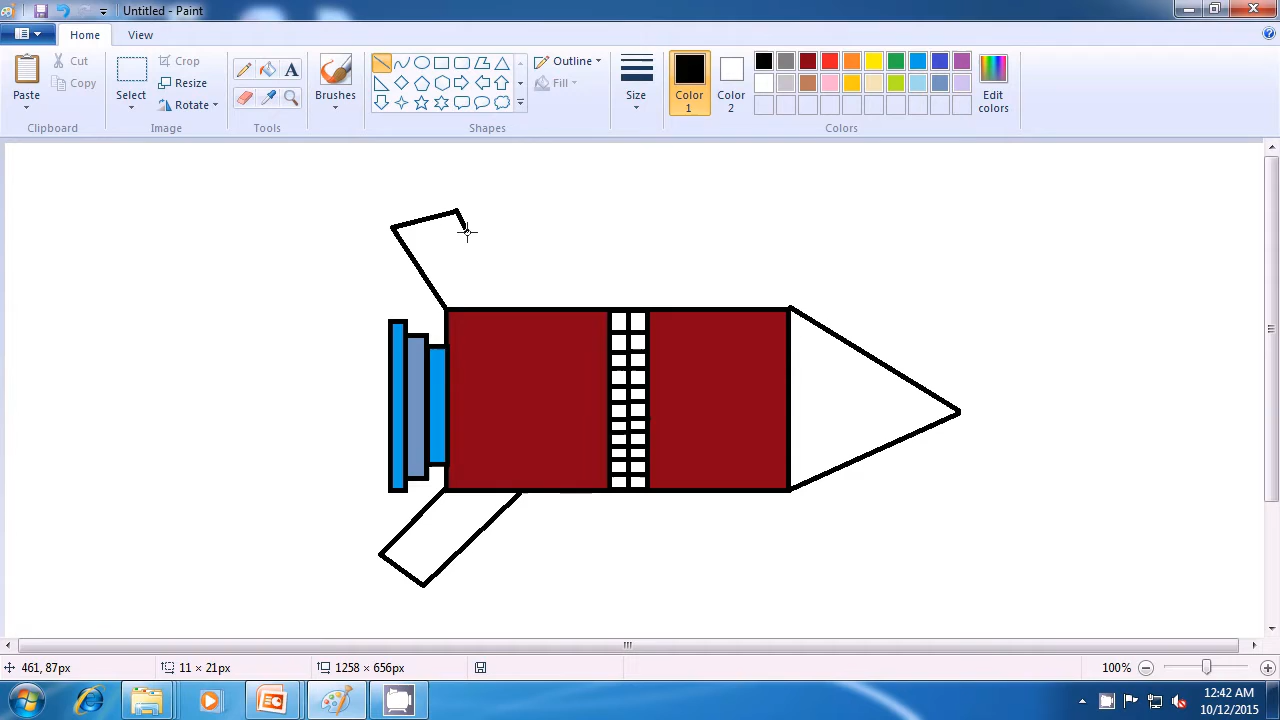 Untitled - Paint
Home View
Paste Cut Copy Select Crop Resize Rotate A Brushes Outline Fill Size Color 1 Color 2 Edit colors
Clipboard Image Tools Shapes Colors
461, 87px 11 × 21px 1258 × 656px 100%
12:42 AM
10/12/2015